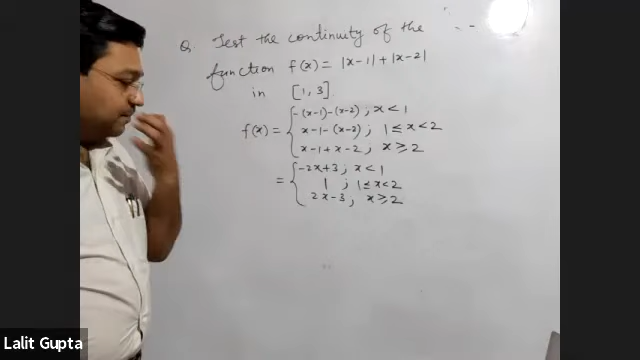 Q. Test the continuity of the
function f(x) = |x-1| + |x-2|
in [1, 3].
f(x) = { -(x-1)-(x-2) ; x < 1
x-1-(x-2) ; 1 ≤ x < 2
x-1+x-2 ; x ≥ 2
= { -2x+3 ; x < 1
1 ; 1 ≤ x < 2
2x-3 ; x ≥ 2
Lalit Gupta